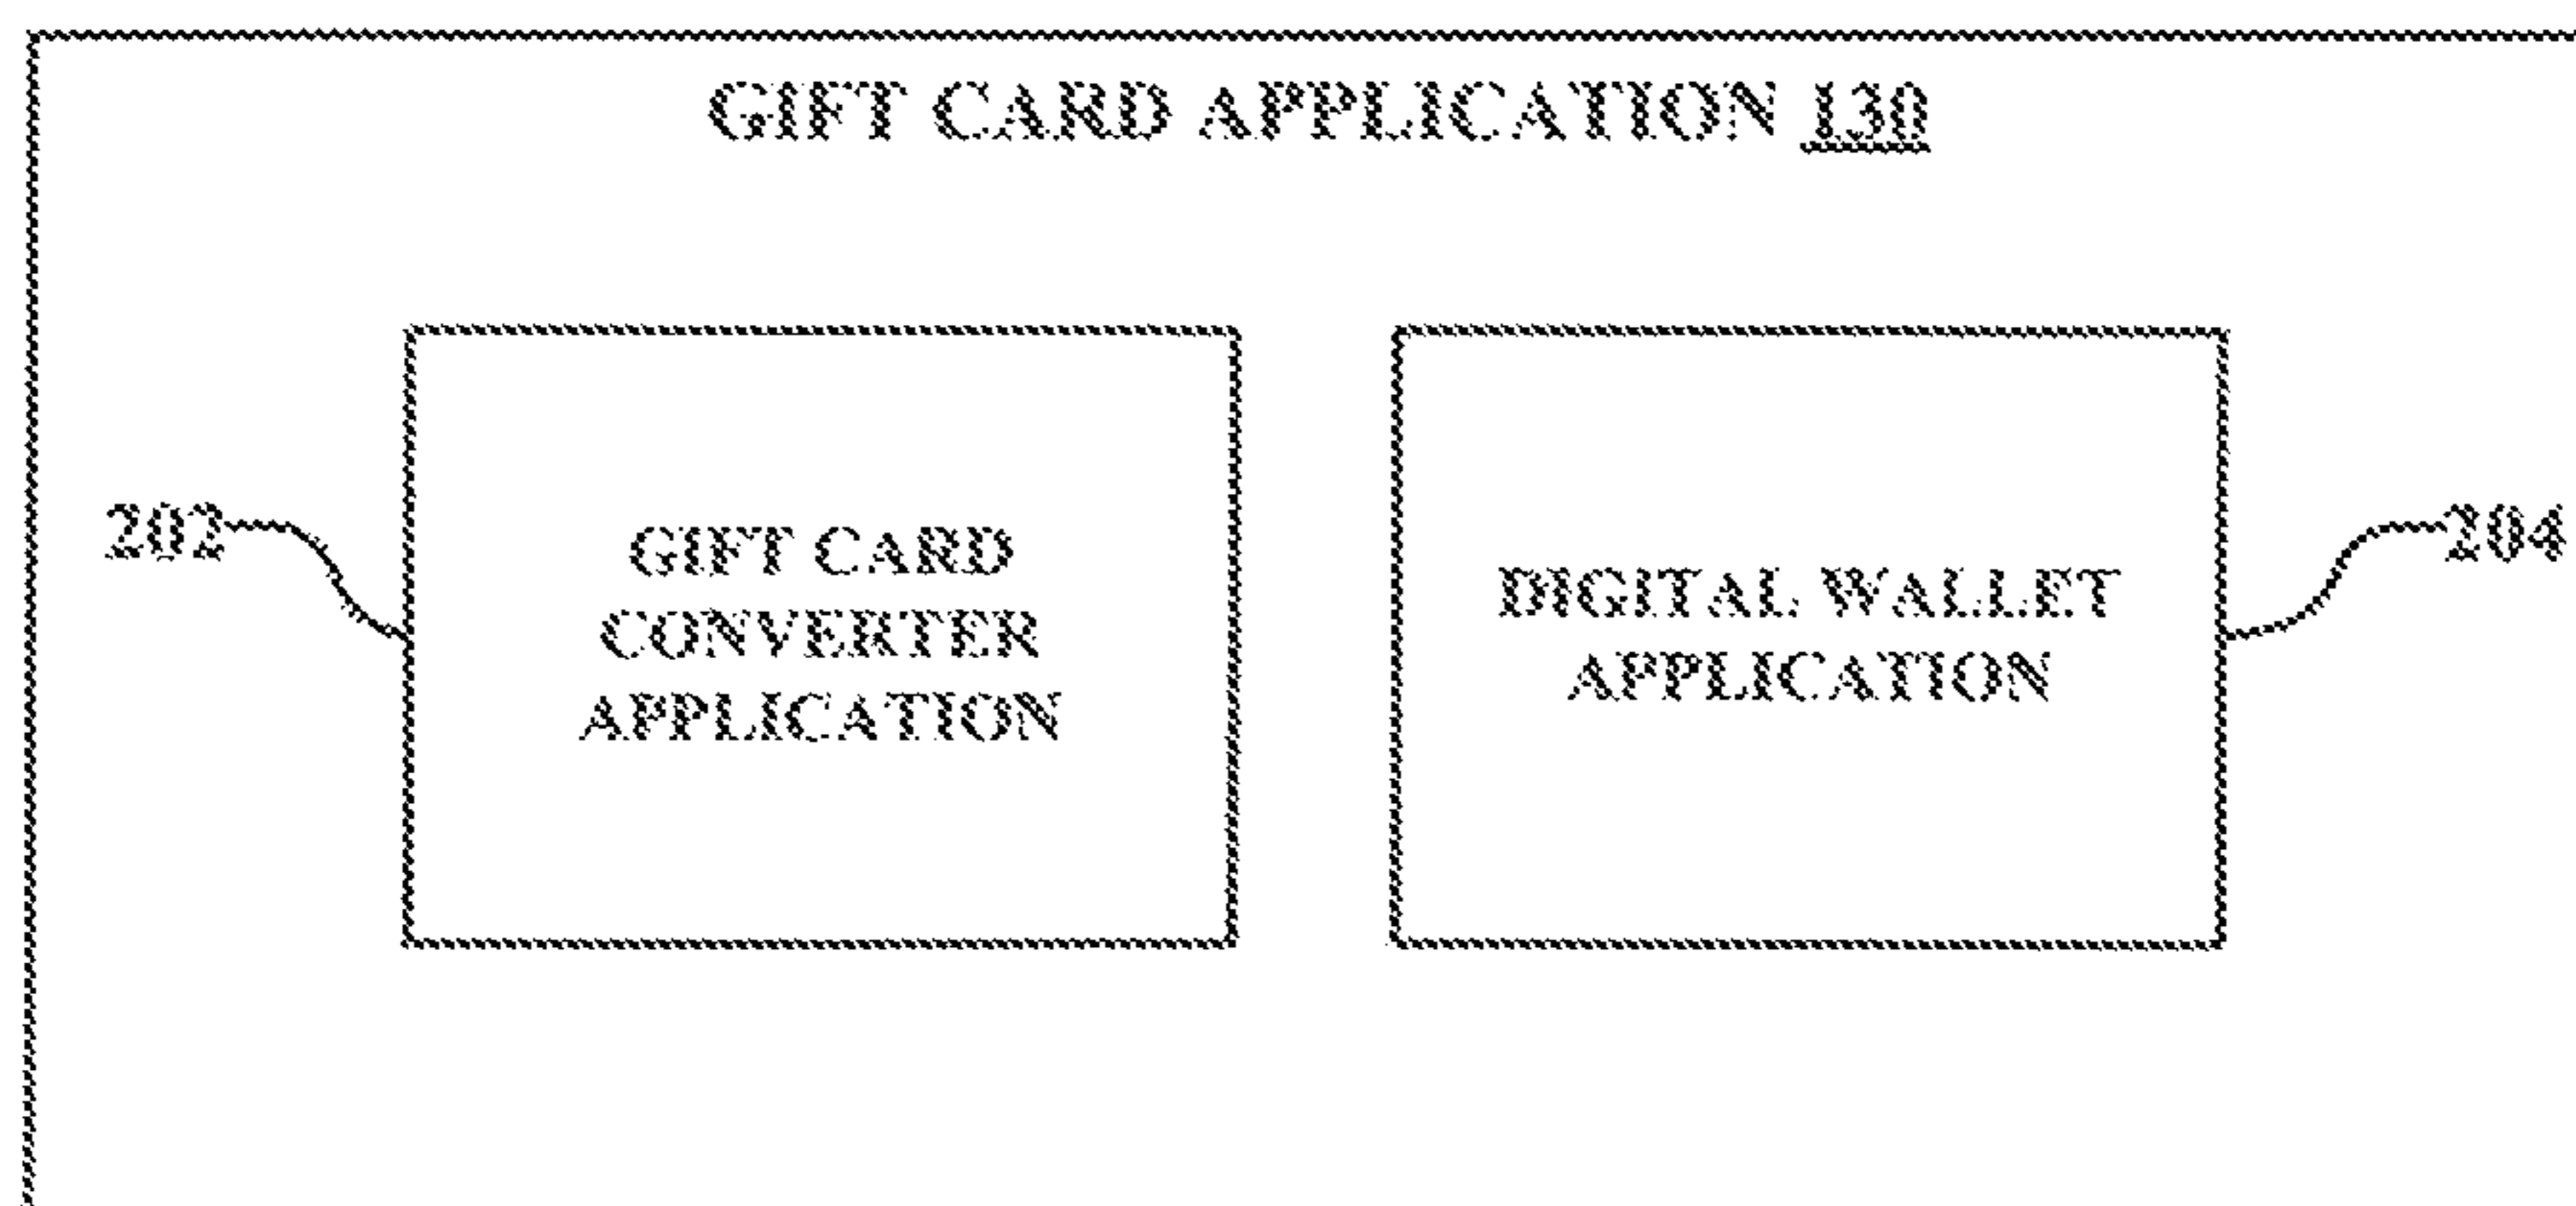 GIFT CARD APPLICATION 130
202
GIFT CARD
CONVERTER
APPLICATION
DIGITAL WALLET
APPLICATION
204